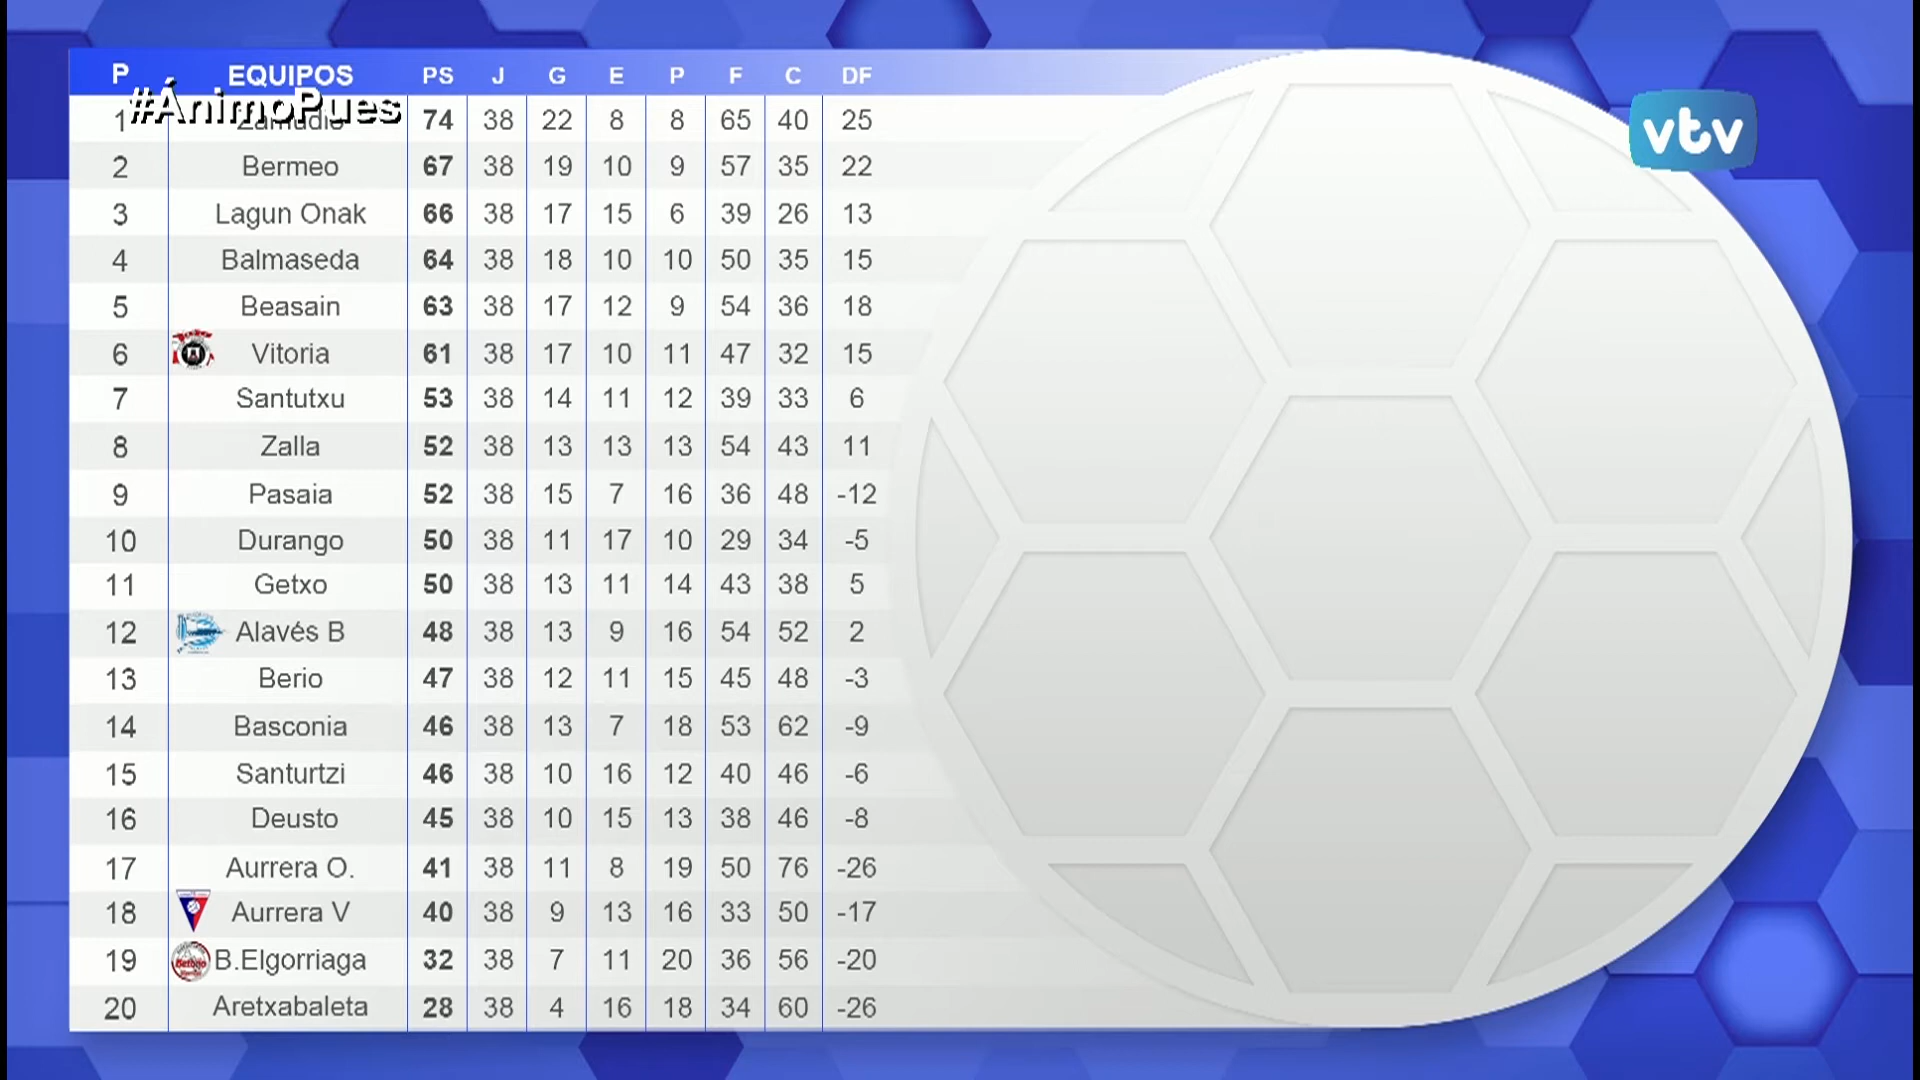 P EQUIPOS PS J G E P F C DF
#ÁnimoPues
1 Zamudio 74 38 22 8 8 65 40 25
vtv
2 Bermeo 67 38 19 10 9 57 35 22
3 Lagun Onak 66 38 17 15 6 39 26 13
4 Balmaseda 64 38 18 10 10 50 35 15
5 Beasain 63 38 17 12 9 54 36 18
6 Vitoria 61 38 17 10 11 47 32 15
7 Santutxu 53 38 14 11 12 39 33 6
8 Zalla 52 38 13 13 13 54 43 11
9 Pasaia 52 38 15 7 16 36 48 -12
10 Durango 50 38 11 17 10 29 34 -5
11 Getxo 50 38 13 11 14 43 38 5
12 Alavés B 48 38 13 9 16 54 52 2
13 Berio 47 38 12 11 15 45 48 -3
14 Basconia 46 38 13 7 18 53 62 -9
15 Santurtzi 46 38 10 16 12 40 46 -6
16 Deusto 45 38 10 15 13 38 46 -8
17 Aurrera O. 41 38 11 8 19 50 76 -26
18 Aurrera V 40 38 9 13 16 33 50 -17
19 B.Elgorriaga 32 38 7 11 20 36 56 -20
20 Aretxabaleta 28 38 4 16 18 34 60 -26